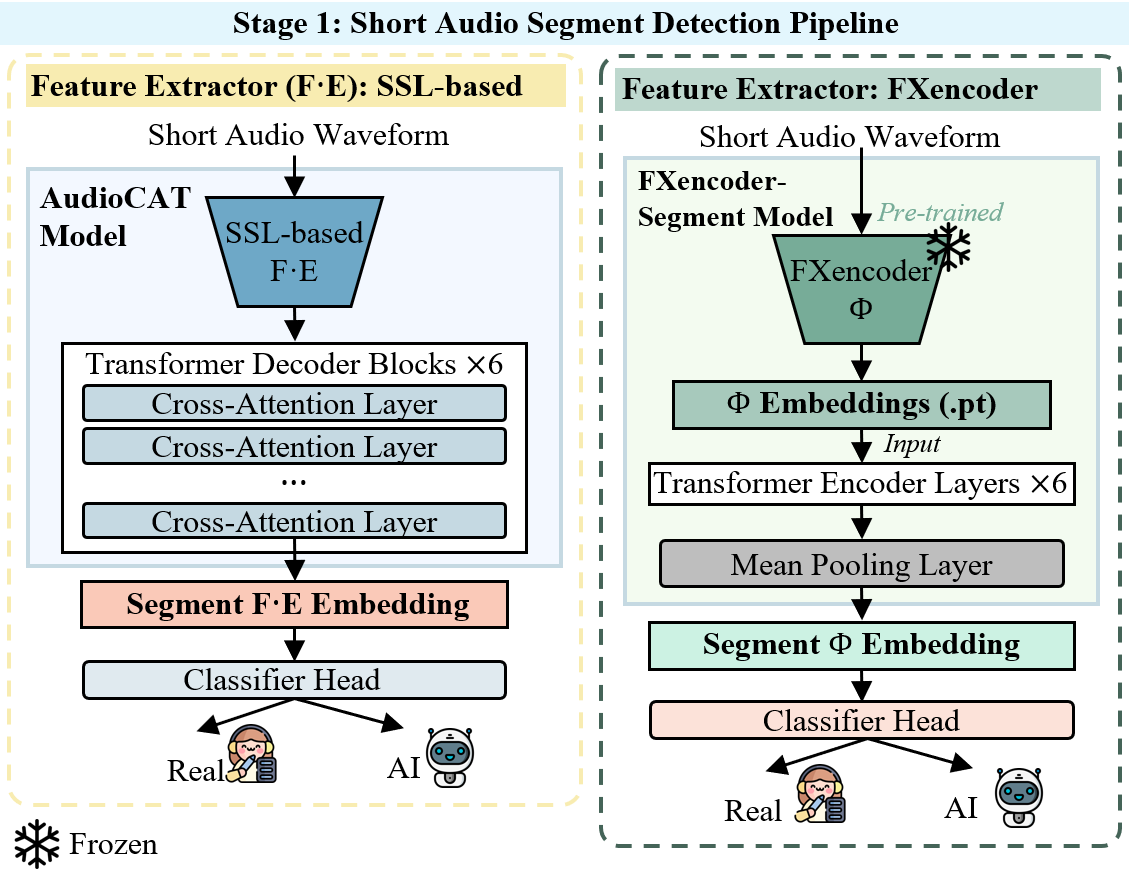 Stage 1: Short Audio Segment Detection Pipeline
Feature Extractor (F·E): SSL-based
Short Audio Waveform
AudioCAT
Model
SSL-based
F·E
Transformer Decoder Blocks ×6
Cross-Attention Layer
Cross-Attention Layer
...
Cross-Attention Layer
Segment F·E Embedding
Classifier Head
Real
AI
Frozen
Feature Extractor: FXencoder
Short Audio Waveform
FXencoder-
Segment Model
Pre-trained
FXencoder
Φ
Φ Embeddings (.pt)
Input
Transformer Encoder Layers ×6
Mean Pooling Layer
Segment Φ Embedding
Classifier Head
Real
AI